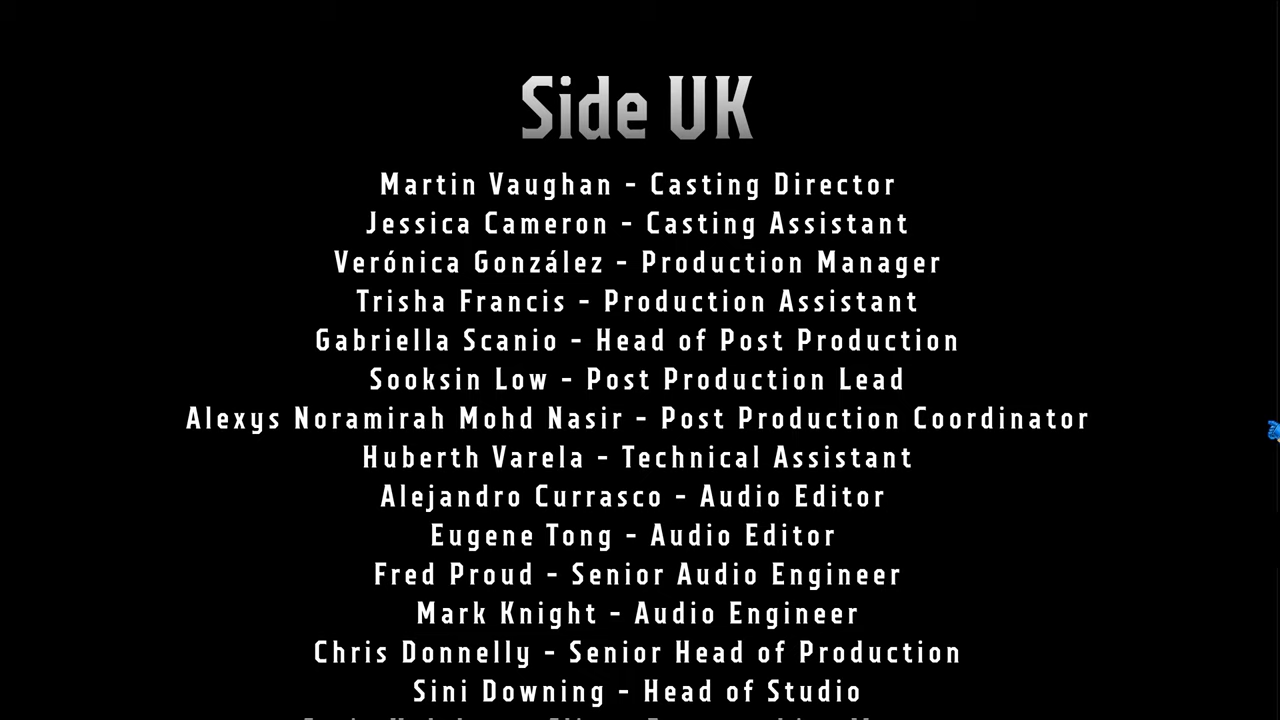 Side UK
Martin Vaughan - Casting Director
Jessica Cameron - Casting Assistant
Verónica González - Production Manager
Trisha Francis - Production Assistant
Gabriella Scanio - Head of Post Production
Sooksin Low - Post Production Lead
Alexys Noramirah Mohd Nasir - Post Production Coordinator
Huberth Varela - Technical Assistant
Alejandro Currasco - Audio Editor
Eugene Tong - Audio Editor
Fred Proud - Senior Audio Engineer
Mark Knight - Audio Engineer
Chris Donnelly - Senior Head of Production
Sini Downing - Head of Studio